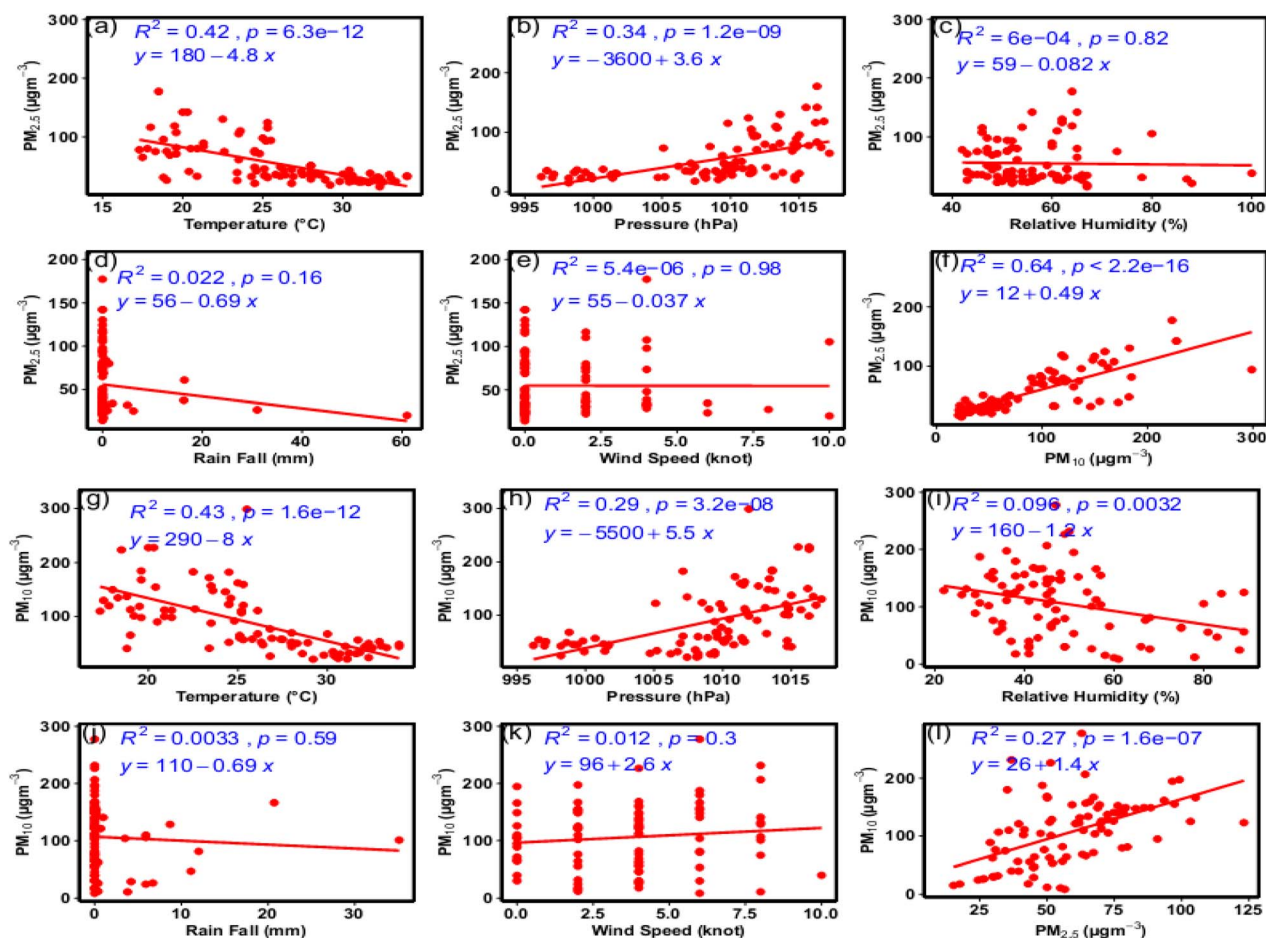 (a) R² = 0.42 , p = 6.3e−12
y = 180 − 4.8 x
PM₂.₅ (µgm⁻³)
300
200
100
15 20 25 30
Temperature (°C)
(b) R² = 0.34 , p = 1.2e−09
y = −3600 + 3.6 x
PM₂.₅ (µgm⁻³)
300
200
100
0
995 1000 1005 1010 1015
Pressure (hPa)
(c) R² = 6e−04 , p = 0.82
y = 59 − 0.082 x
PM₂.₅ (µgm⁻³)
300
200
100
0
40 50 60 70 80 90 100
Relative Humidity (%)
(d) R² = 0.022 , p = 0.16
y = 56 − 0.69 x
PM₂.₅ (µgm⁻³)
200
150
100
50
0 20 40 60
Rain Fall (mm)
(e) R² = 5.4e−06 , p = 0.98
y = 55 − 0.037 x
PM₂.₅ (µgm⁻³)
200
150
100
50
0.0 2.5 5.0 7.5 10.0
Wind Speed (knot)
(f) R² = 0.64 , p < 2.2e−16
y = 12 + 0.49 x
PM₂.₅ (µgm⁻³)
300
200
100
0
0 100 200 300
PM₁₀ (µgm⁻³)
(g) R² = 0.43 , p = 1.6e−12
y = 290 − 8 x
PM₁₀ (µgm⁻³)
300
200
100
20 25 30
Temperature (°C)
(h) R² = 0.29 , p = 3.2e−08
y = −5500 + 5.5 x
PM₁₀ (µgm⁻³)
300
200
100
0
995 1000 1005 1010 1015
Pressure (hPa)
(i) R² = 0.096 , p = 0.0032
y = 160 − 1.2 x
PM₁₀ (µgm⁻³)
300
200
100
0
20 40 60 80
Relative Humidity (%)
(j) R² = 0.0033 , p = 0.59
y = 110 − 0.69 x
PM₁₀ (µgm⁻³)
300
200
100
0
0 10 20 30
Rain Fall (mm)
(k) R² = 0.012 , p = 0.3
y = 96 + 2.6 x
PM₁₀ (µgm⁻³)
300
200
100
0
0.0 2.5 5.0 7.5 10.0
Wind Speed (knot)
(l) R² = 0.27 , p = 1.6e−07
y = 26 + 1.4 x
PM₁₀ (µgm⁻³)
300
200
100
0
25 50 75 100 125
PM₂.₅ (µgm⁻³)